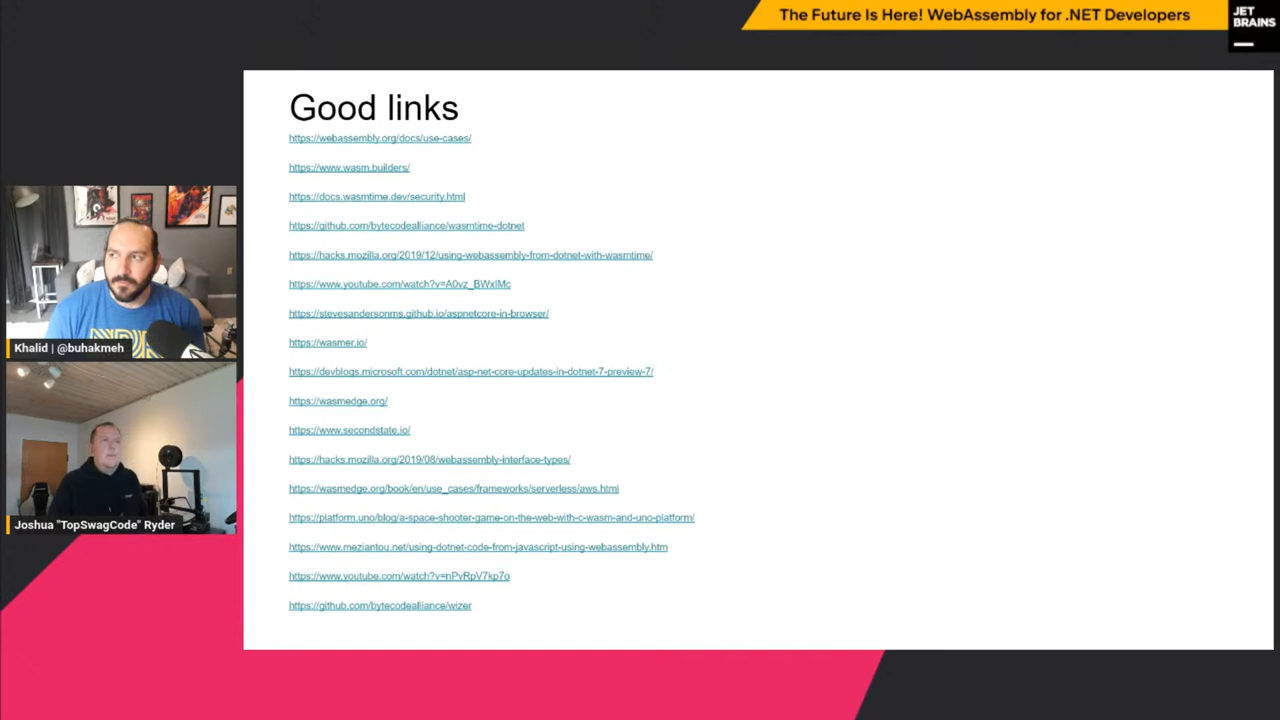 The Future Is Here! WebAssembly for .NET Developers
JET
BRAINS
Good links
https://webassembly.org/docs/use-cases/
https://www.wasm.builders/
https://docs.wasmtime.dev/security.html
https://github.com/bytecodealliance/wasmtime-dotnet
https://hacks.mozilla.org/2019/12/using-webassembly-from-dotnet-with-wasmtime/
https://www.youtube.com/watch?v=A0vz_BWxIMc
https://stevesandersonms.github.io/aspnetcore-in-browser/
https://wasmer.io/
https://devblogs.microsoft.com/dotnet/asp-net-core-updates-in-dotnet-7-preview-7/
https://wasmedge.org/
https://www.secondstate.io/
https://hacks.mozilla.org/2019/08/webassembly-interface-types/
https://wasmedge.org/book/en/use_cases/frameworks/serverless/aws.html
https://platform.uno/blog/a-space-shooter-game-on-the-web-with-c-wasm-and-uno-platform/
https://www.meziantou.net/using-dotnet-code-from-javascript-using-webassembly.htm
https://www.youtube.com/watch?v=nPvRpV7kp7o
https://github.com/bytecodealliance/wizer
Khalid | @buhakmeh
Joshua "TopSwagCode" Ryder